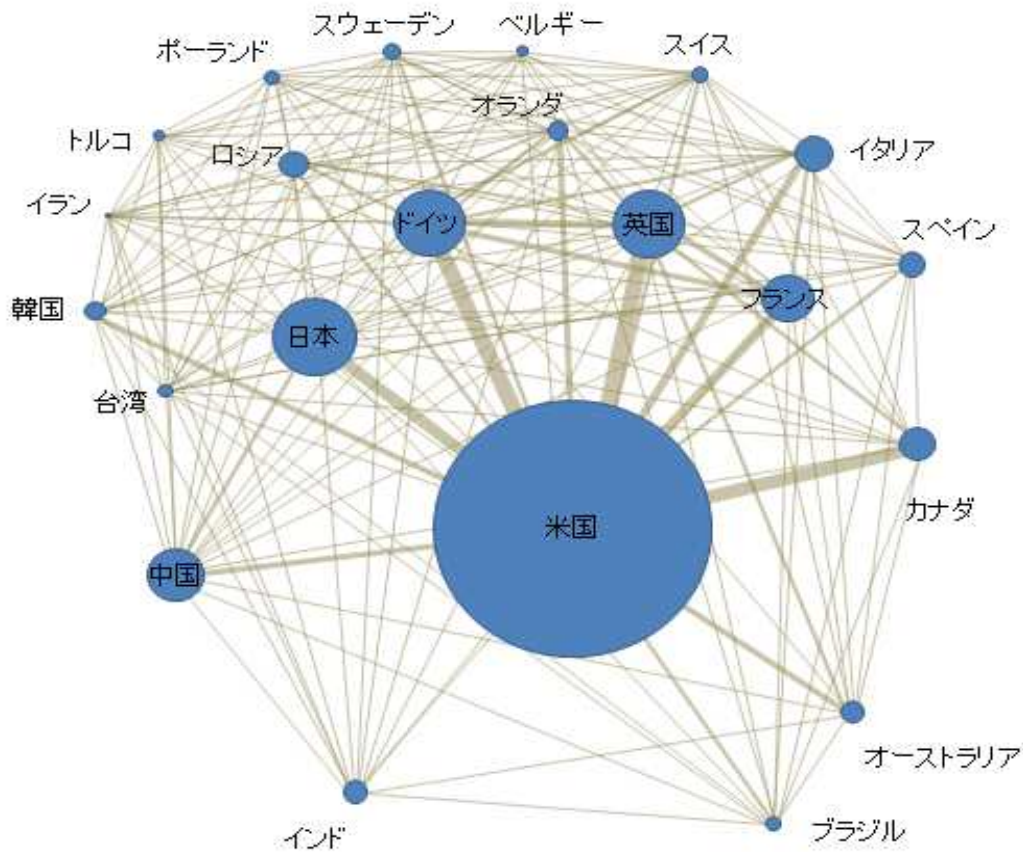 スウェーデン
ベルギー
スイス
ポーランド
オランダ
トルコ
ロシア
イタリア
イラン
ドイツ
英国
スペイン
韓国
日本
フランス
台湾
カナダ
米国
中国
オーストラリア
インド
ブラジル